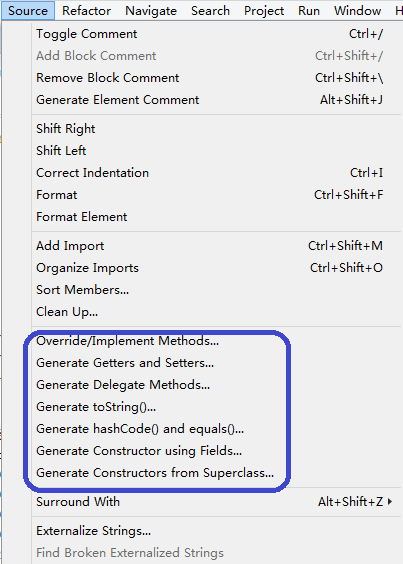 Source Refactor Navigate Search Project Run Window H
Toggle Comment Ctrl+/
Add Block Comment Ctrl+Shift+/
Remove Block Comment Ctrl+Shift+\
Generate Element Comment Alt+Shift+J
Shift Right
Shift Left
Correct Indentation Ctrl+I
Format Ctrl+Shift+F
Format Element
Add Import Ctrl+Shift+M
Organize Imports Ctrl+Shift+O
Sort Members...
Clean Up...
Override/Implement Methods...
Generate Getters and Setters...
Generate Delegate Methods...
Generate toString()...
Generate hashCode() and equals()...
Generate Constructor using Fields...
Generate Constructors from Superclass...
Surround With Alt+Shift+Z
Externalize Strings...
Find Broken Externalized Strings